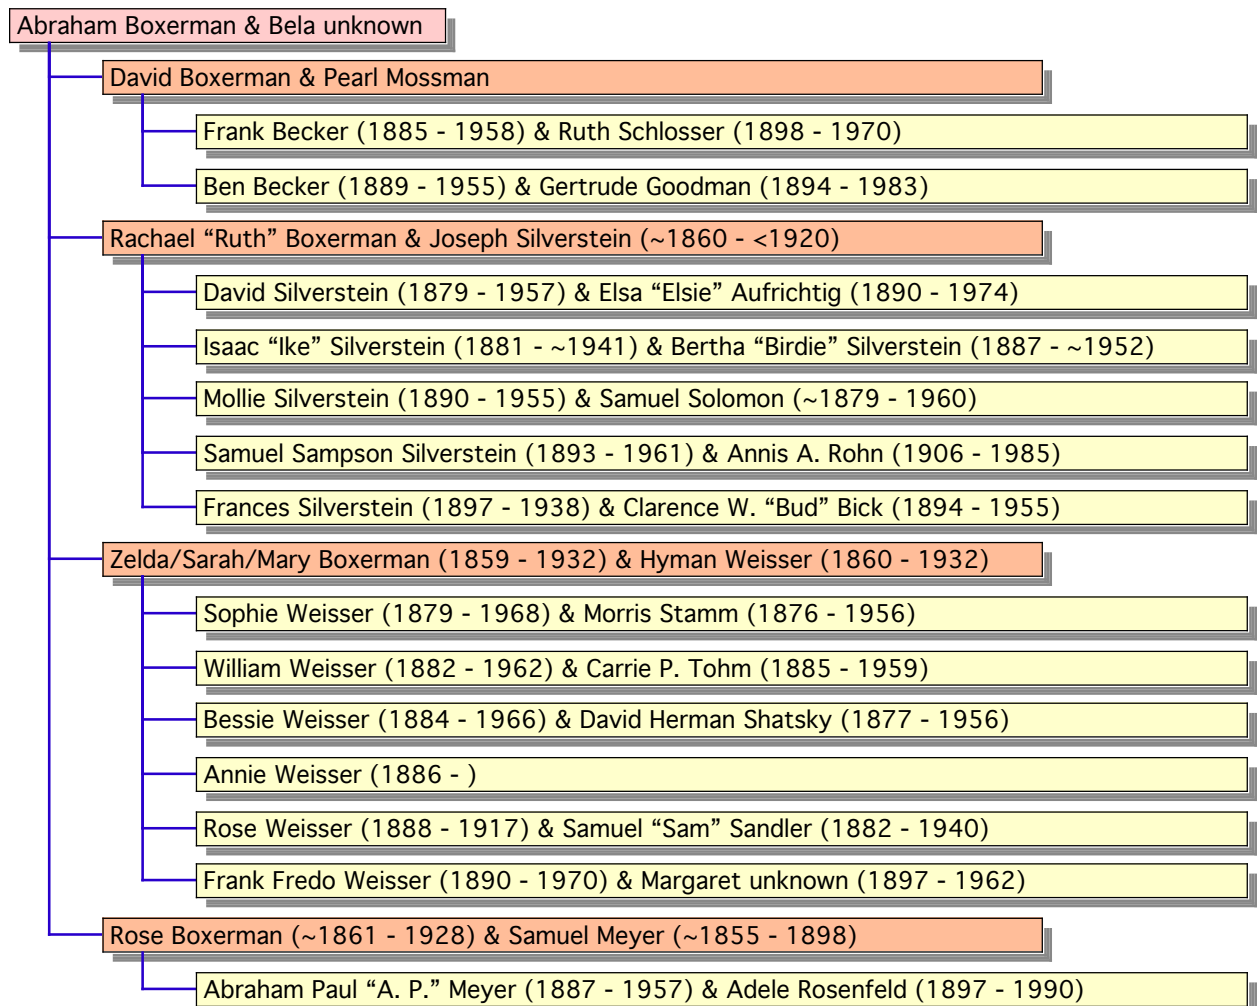 Abraham Boxerman & Bela unknown
David Boxerman & Pearl Mossman
Frank Becker (1885 - 1958) & Ruth Schlosser (1898 - 1970)
Ben Becker (1889 - 1955) & Gertrude Goodman (1894 - 1983)
Rachael “Ruth” Boxerman & Joseph Silverstein (~1860 - <1920)
David Silverstein (1879 - 1957) & Elsa “Elsie” Aufrichtig (1890 - 1974)
Isaac “Ike” Silverstein (1881 - ~1941) & Bertha “Birdie” Silverstein (1887 - ~1952)
Mollie Silverstein (1890 - 1955) & Samuel Solomon (~1879 - 1960)
Samuel Sampson Silverstein (1893 - 1961) & Annis A. Rohn (1906 - 1985)
Frances Silverstein (1897 - 1938) & Clarence W. “Bud” Bick (1894 - 1955)
Zelda/Sarah/Mary Boxerman (1859 - 1932) & Hyman Weisser (1860 - 1932)
Sophie Weisser (1879 - 1968) & Morris Stamm (1876 - 1956)
William Weisser (1882 - 1962) & Carrie P. Tohm (1885 - 1959)
Bessie Weisser (1884 - 1966) & David Herman Shatsky (1877 - 1956)
Annie Weisser (1886 - )
Rose Weisser (1888 - 1917) & Samuel “Sam” Sandler (1882 - 1940)
Frank Fredo Weisser (1890 - 1970) & Margaret unknown (1897 - 1962)
Rose Boxerman (~1861 - 1928) & Samuel Meyer (~1855 - 1898)
Abraham Paul “A. P.” Meyer (1887 - 1957) & Adele Rosenfeld (1897 - 1990)